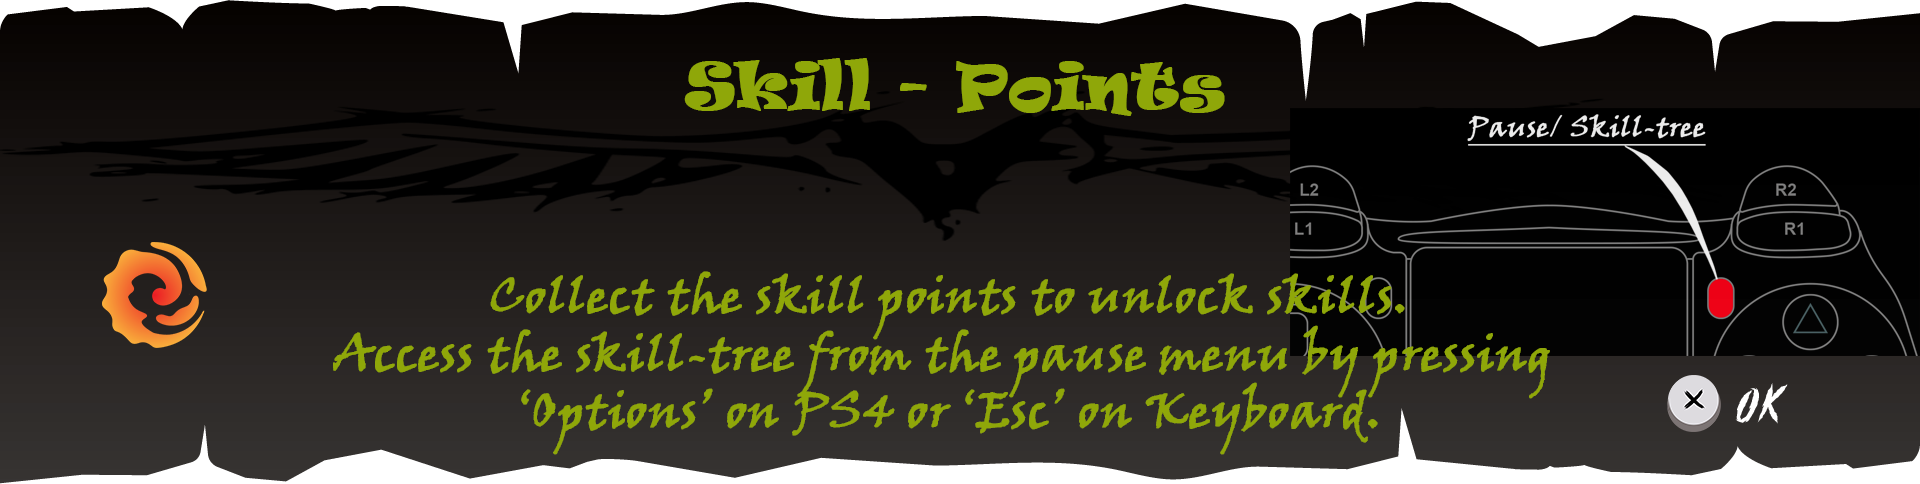 Skill - Points
Pause/ Skill-tree
L2
R2
L1
R1
Collect the skill points to unlock skills.
Access the skill-tree from the pause menu by pressing
‘Options’ on PS4 or ‘Esc’ on Keyboard.
OK